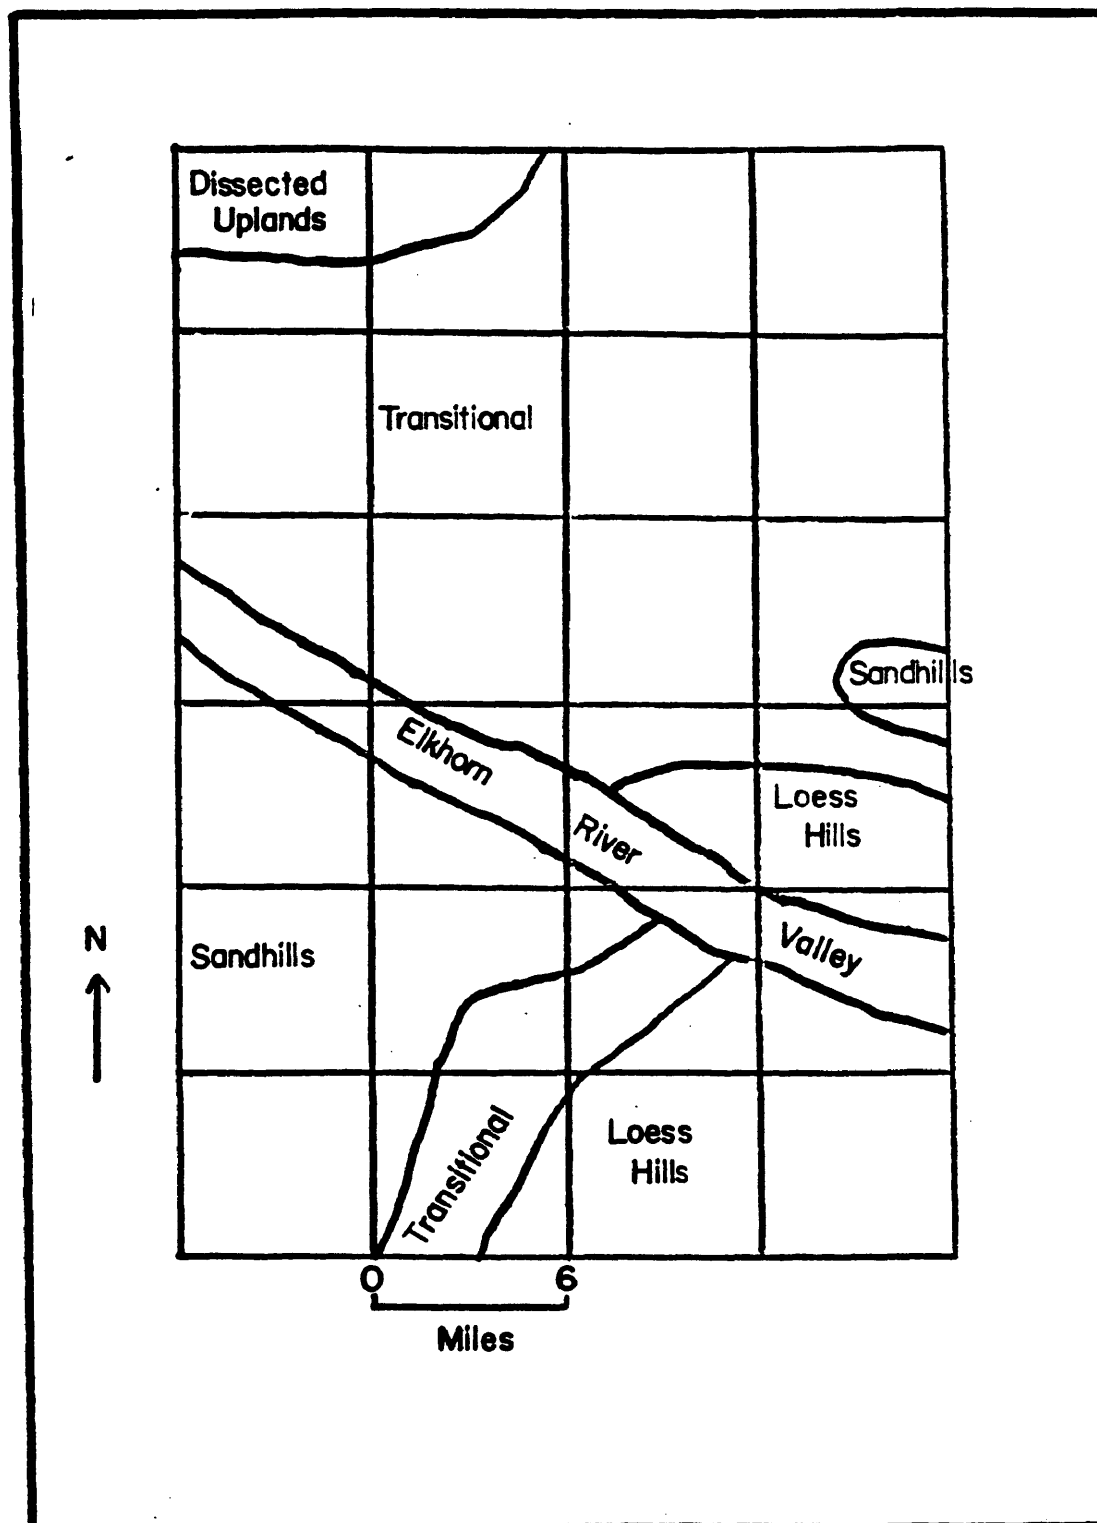 Dissected
Uplands
Transitional
Sandhills
Elkhorn
River
Valley
Loess
Hills
N
Sandhills
Transitional
Loess
Hills
0 6
Miles